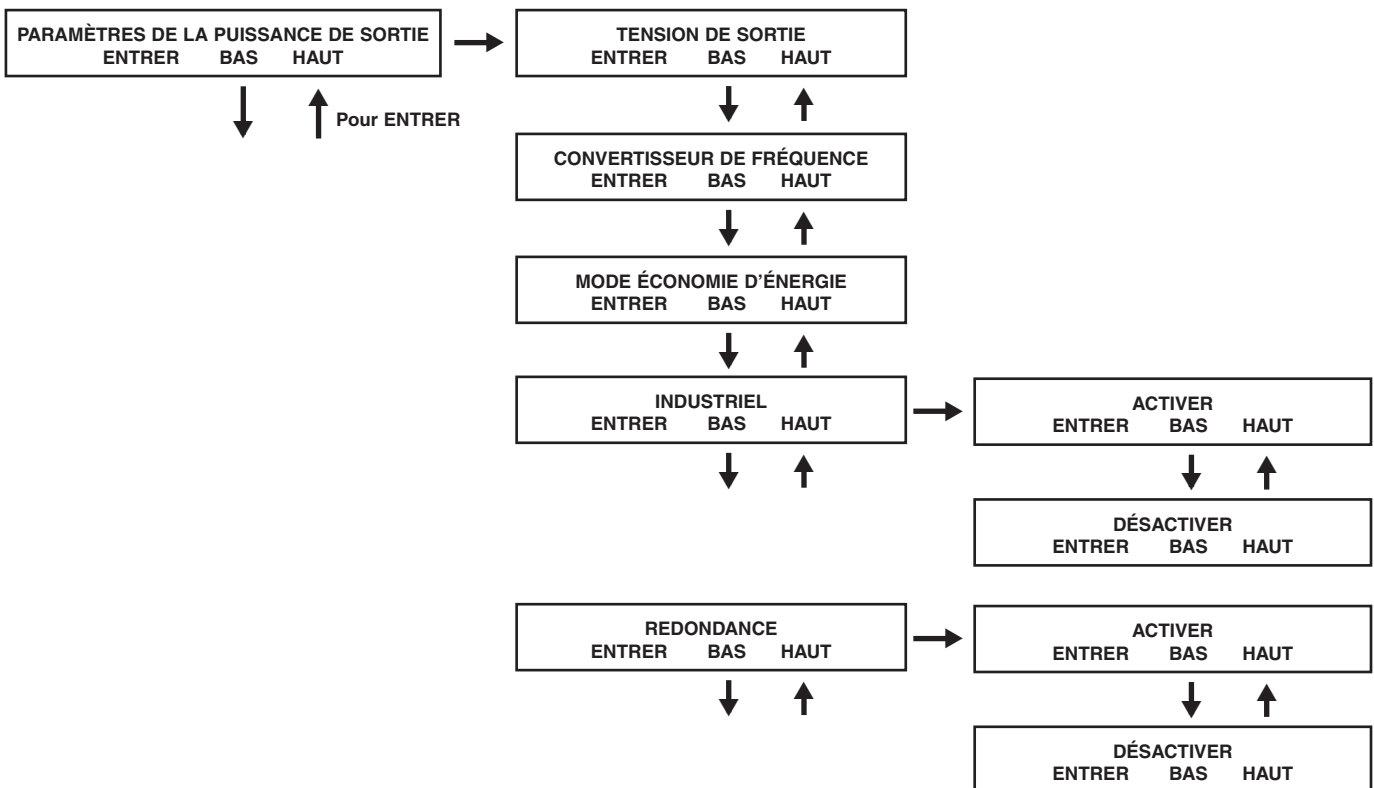 PARAMÈTRES DE LA PUISSANCE DE SORTIE
ENTRER BAS HAUT
Pour ENTRER
TENSION DE SORTIE
ENTRER BAS HAUT
CONVERTISSEUR DE FRÉQUENCE
ENTRER BAS HAUT
MODE ÉCONOMIE D'ÉNERGIE
ENTRER BAS HAUT
INDUSTRIEL
ENTRER BAS HAUT
ACTIVER
ENTRER BAS HAUT
DÉSACTIVER
ENTRER BAS HAUT
REDONDANCE
ENTRER BAS HAUT
ACTIVER
ENTRER BAS HAUT
DÉSACTIVER
ENTRER BAS HAUT